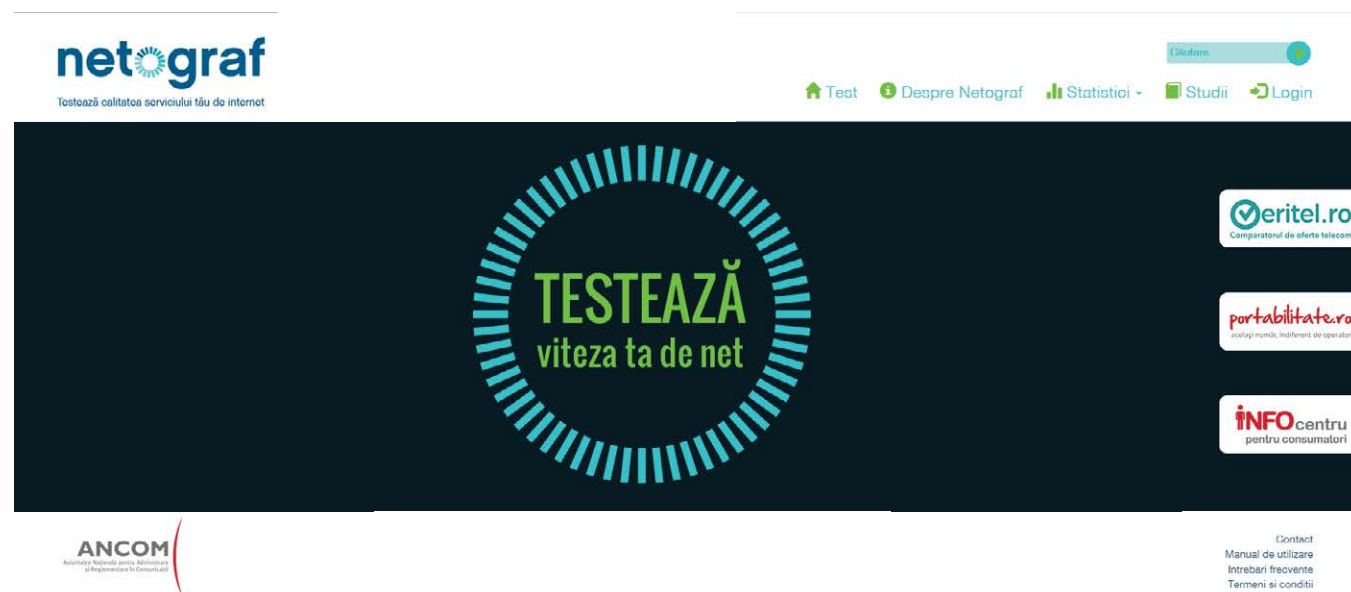 netograf
Testează calitatea serviciului tău de internet
Căutare
Test
Despre Netograf
Statistici
Studii
Login
TESTEAZĂ
viteza ta de net
Veritel.ro
Comparatorul de oferte telecom
portabilitate.ro
același număr, indiferent de operator
INFOcentru
pentru consumatori
ANCOM
Autoritatea Națională pentru Administrare
și Reglementare în Comunicații
Contact
Manual de utilizare
Intrebari frecvente
Termeni si conditii